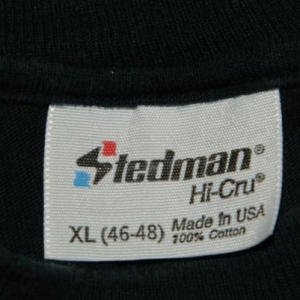 Stedman®
Hi-Cru®
XL (46-48) Made in USA
100% Cotton